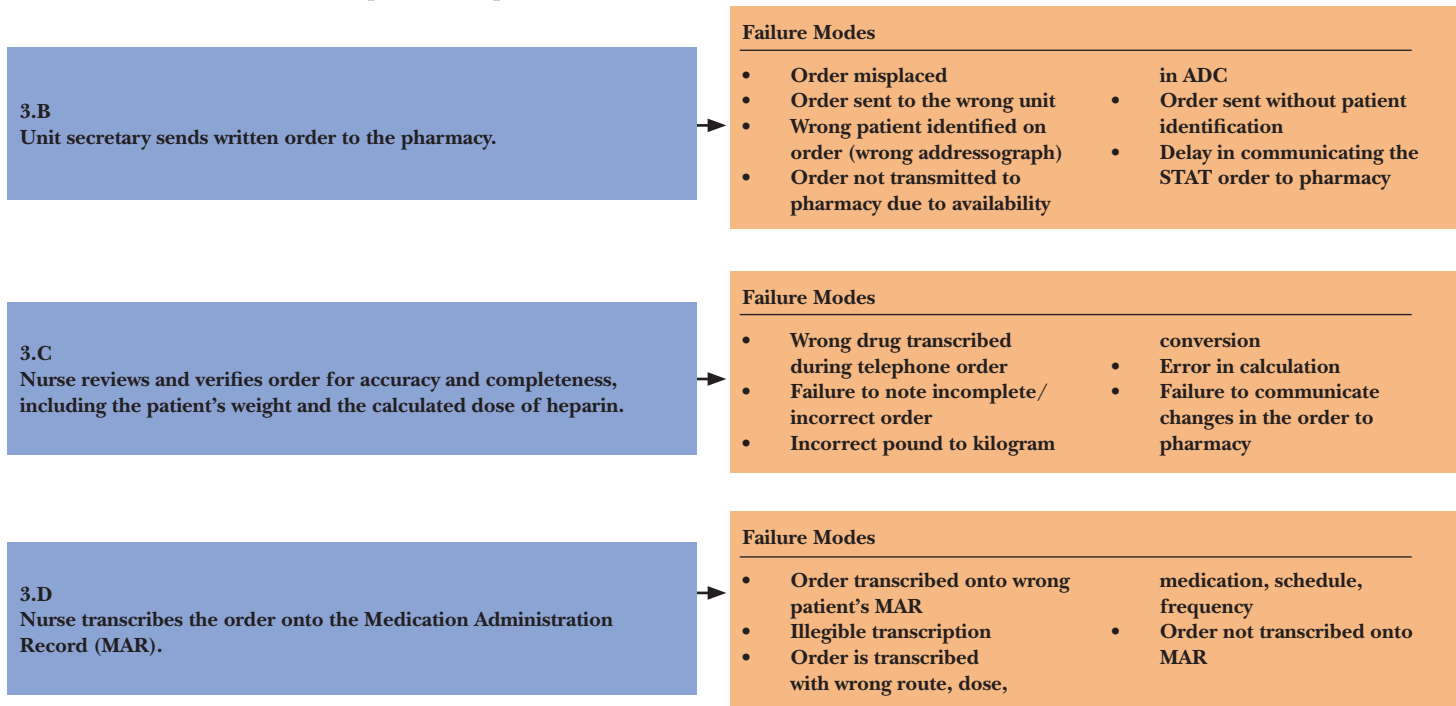 3.B
Unit secretary sends written order to the pharmacy.
Failure Modes
• Order misplaced
• Order sent to the wrong unit
• Wrong patient identified on
order (wrong addressograph)
• Order not transmitted to
pharmacy due to availability
in ADC
• Order sent without patient
identification
• Delay in communicating the
STAT order to pharmacy
3.C
Nurse reviews and verifies order for accuracy and completeness,
including the patient’s weight and the calculated dose of heparin.
Failure Modes
• Wrong drug transcribed
during telephone order
• Failure to note incomplete/
incorrect order
• Incorrect pound to kilogram
conversion
• Error in calculation
• Failure to communicate
changes in the order to
pharmacy
3.D
Nurse transcribes the order onto the Medication Administration
Record (MAR).
Failure Modes
• Order transcribed onto wrong
patient’s MAR
• Illegible transcription
• Order is transcribed
with wrong route, dose,
medication, schedule,
frequency
• Order not transcribed onto
MAR